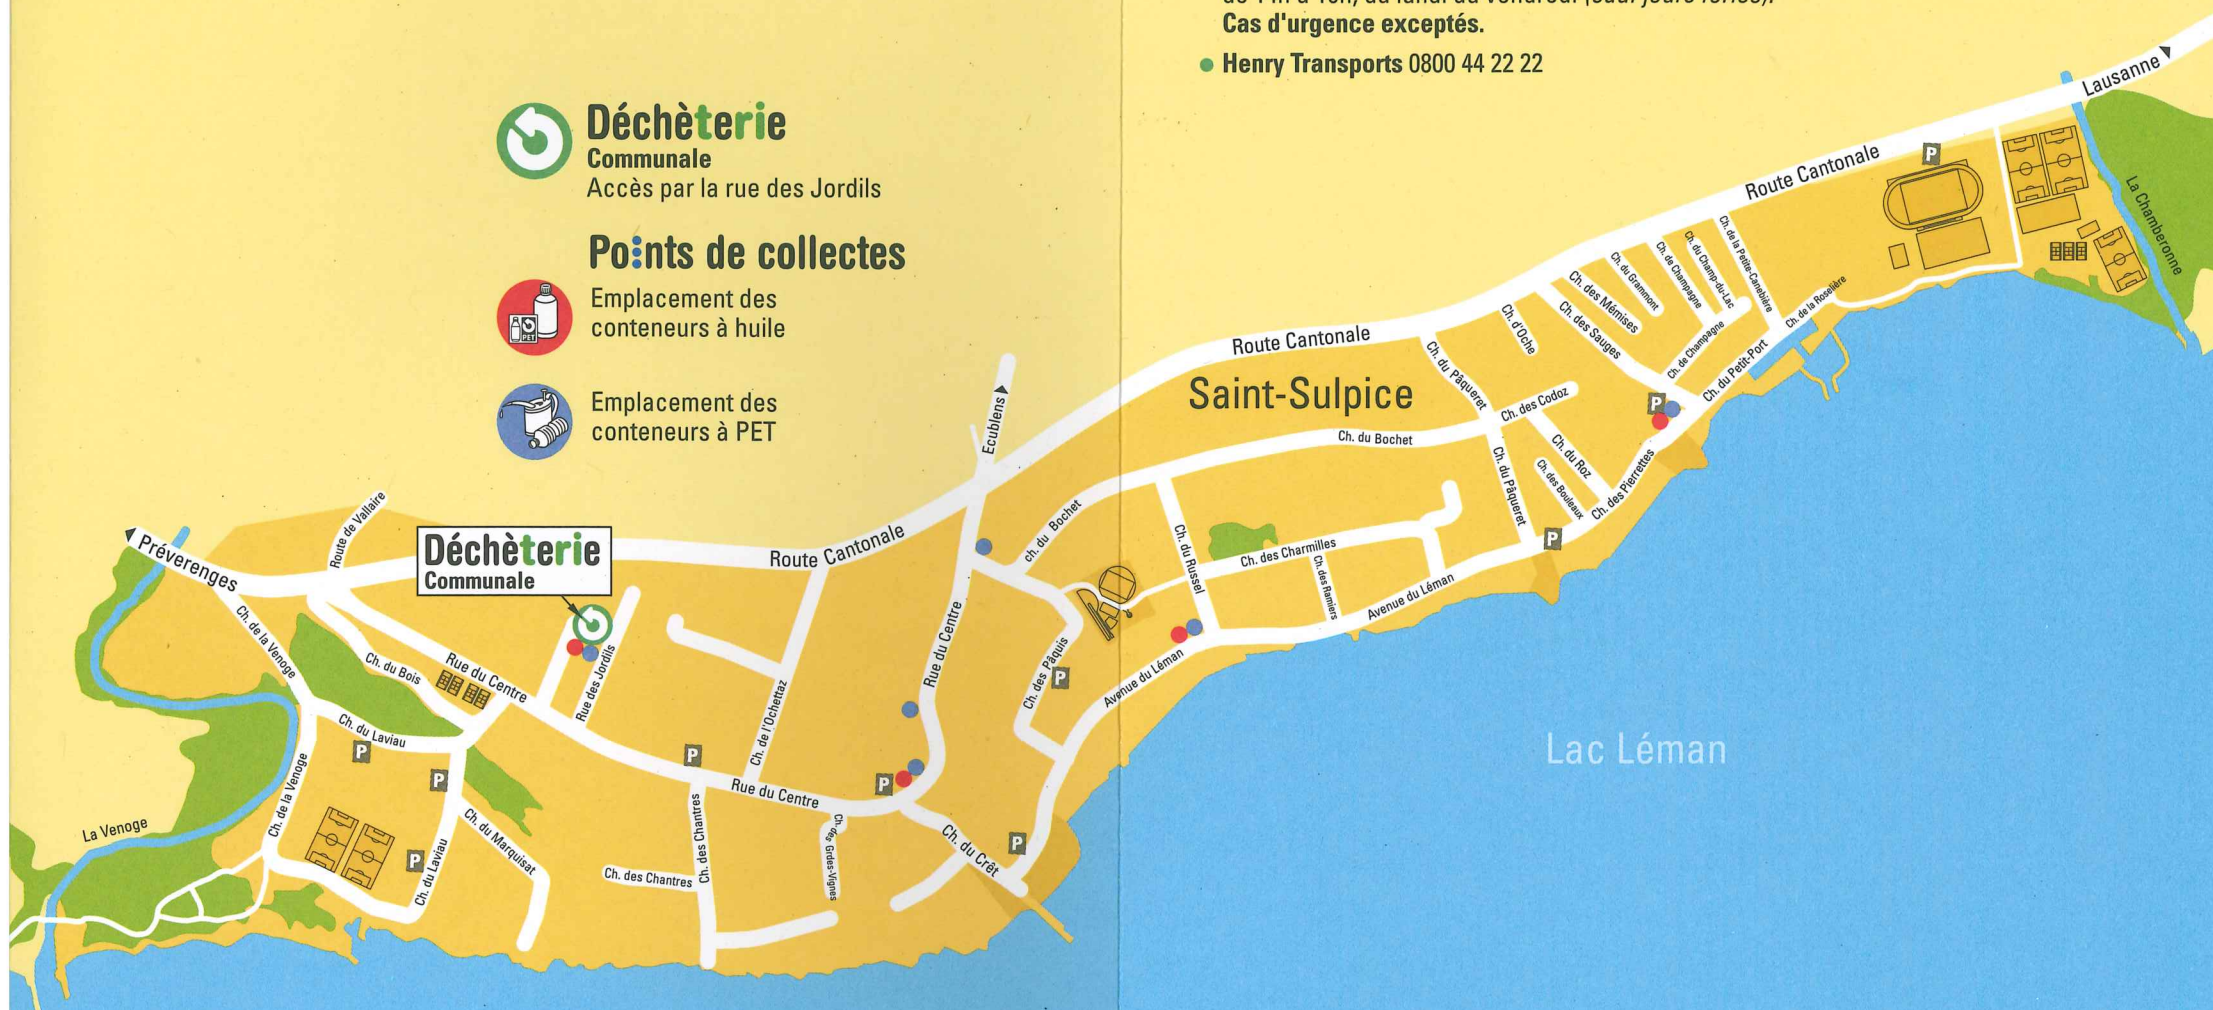 Cas d'urgence exceptés.
Henry Transports 0800 44 22 22
Déchèterie
Communale
Accès par la rue des Jordils
Points de collectes
Emplacement des
conteneurs à huile
PET
Emplacement des
conteneurs à PET
Lausanne
La Chamberonne
Route Cantonale
P
Ch. de la Petite-Canebière
Ch. du Champ-du-Lac
Ch. de Champagne
Ch. du Grammont
Ch. des Mémises
Ch. des Sauges
Ch. d'Oche
Ch. de la Roselière
Ch. de Champagne
Ch. du Petit-Port
Route Cantonale
Saint-Sulpice
Ch. du Pâqueret
Ch. des Codoz
P
Ch. du Bochet
Ch. du Roz
Ch. des Bouleaux
Ch. du Pâqueret
Ch. des Pierrettes
P
Ecublens
Ch. du Bochet
Ch. du Russel
Ch. des Charmilles
Ch. des Ramiers
Avenue du Léman
Préverenges
Route de Vallaire
Déchèterie
Communale
Route Cantonale
Rue du Centre
Ch. des Pâquis
P
Avenue du Léman
Ch. de la Venoge
Ch. du Bois
Rue du Centre
Rue des Jordils
Ch. de l'Ochettaz
Ch. du Laviau
P
P
P
P
Rue du Centre
Lac Léman
La Venoge
Ch. de la Venoge
P
Ch. du Laviau
Ch. du Marquisat
Ch. des Chantres
Ch. des Chantres
Ch. des Grdes-Vignes
Ch. du Crêt
P